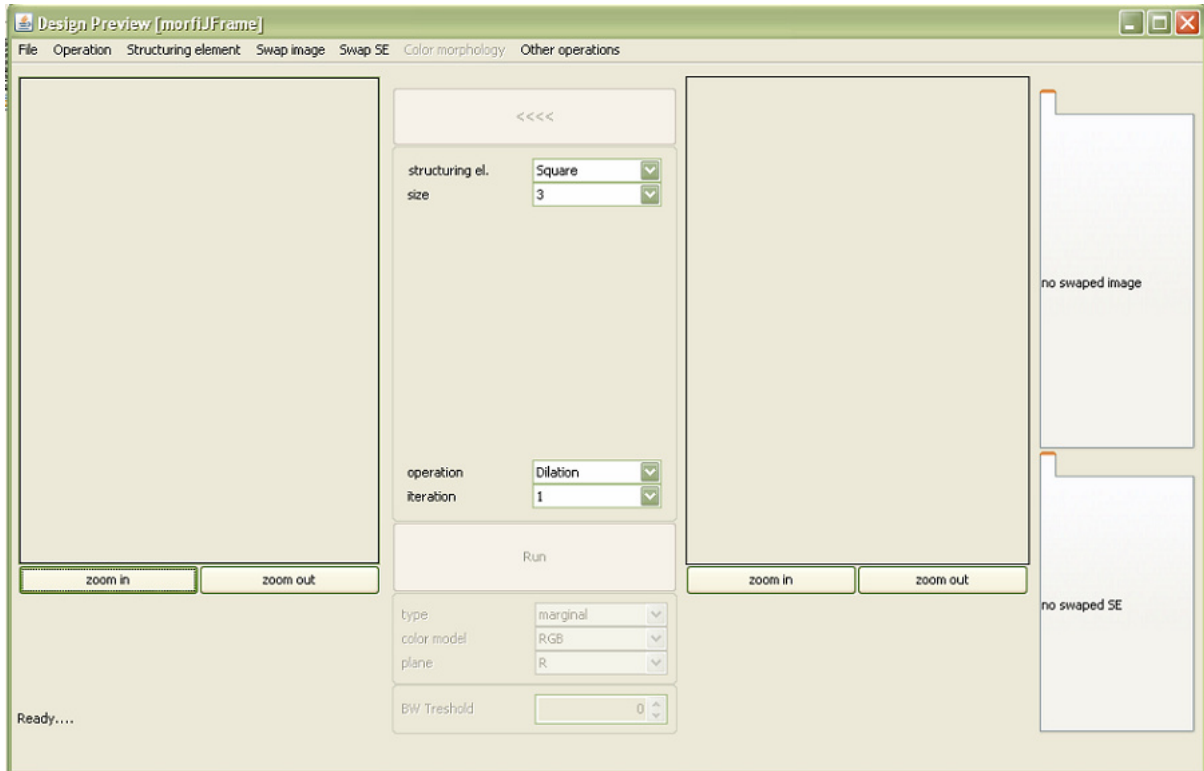 Design Preview [morfiJFrame]
File Operation Structuring element Swap image Swap SE Color morphology Other operations
<<<<
structuring el. Square
size 3
no swaped image
operation Dilation
iteration 1
Run
zoom in zoom out zoom in zoom out
no swaped SE
type marginal
color model RGB
plane R
BW Treshold 0
Ready....